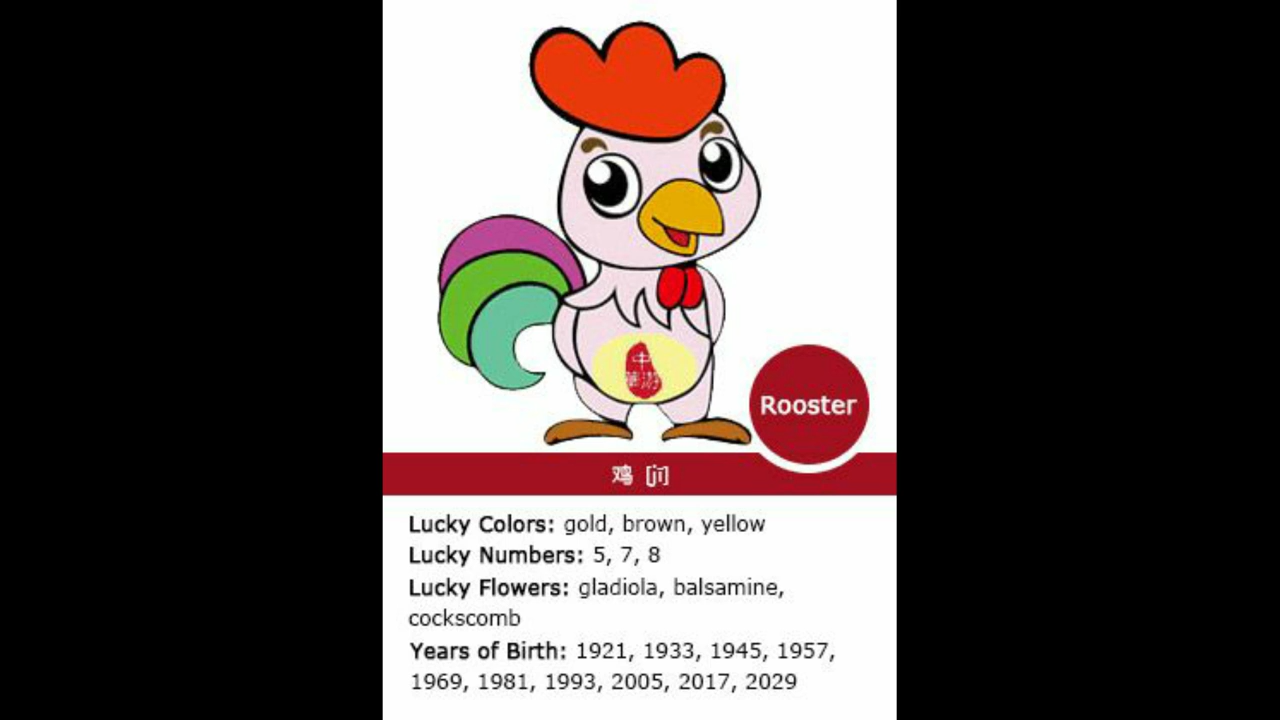 中
Rooster
鸡 [jī]
Lucky Colors: gold, brown, yellow
Lucky Numbers: 5, 7, 8
Lucky Flowers: gladiola, balsamine,
cockscomb
Years of Birth: 1921, 1933, 1945, 1957,
1969, 1981, 1993, 2005, 2017, 2029